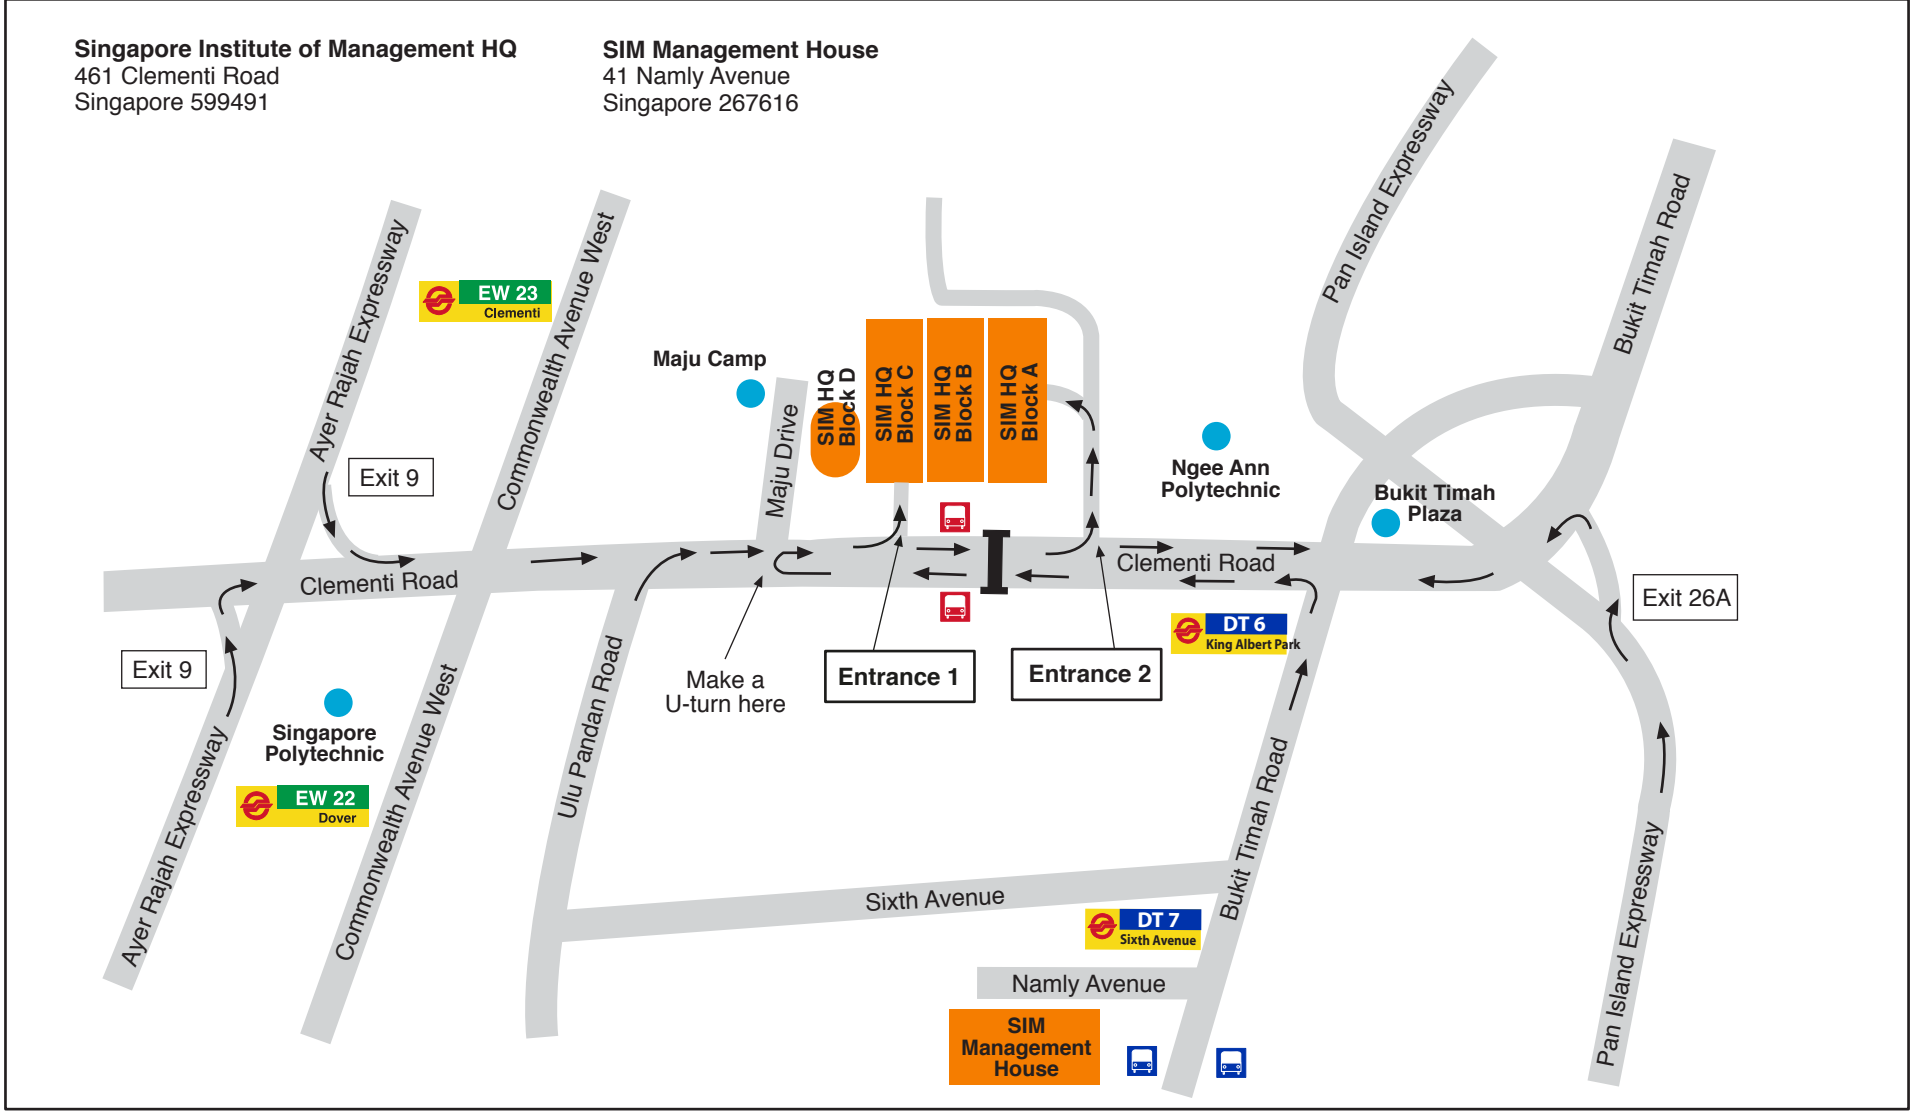 Singapore Institute of Management HQ
461 Clementi Road
Singapore 599491
SIM Management House
41 Namly Avenue
Singapore 267616
Pan Island Expressway
Bukit Timah Road
Ayer Rajah Expressway
Commonwealth Avenue West
EW 23
Clementi
Maju Camp
Maju Drive
SIM HQ
Block D
SIM HQ
Block C
SIM HQ
Block B
SIM HQ
Block A
Exit 9
Ngee Ann
Polytechnic
Bukit Timah
Plaza
Clementi Road
Clementi Road
Exit 26A
DT 6
King Albert Park
Exit 9
Make a
U-turn here
Entrance 1
Entrance 2
Singapore
Polytechnic
EW 22
Dover
Ayer Rajah Expressway
Commonwealth Avenue West
Ulu Pandan Road
Bukit Timah Road
Pan Island Expressway
Sixth Avenue
DT 7
Sixth Avenue
Namly Avenue
SIM
Management
House